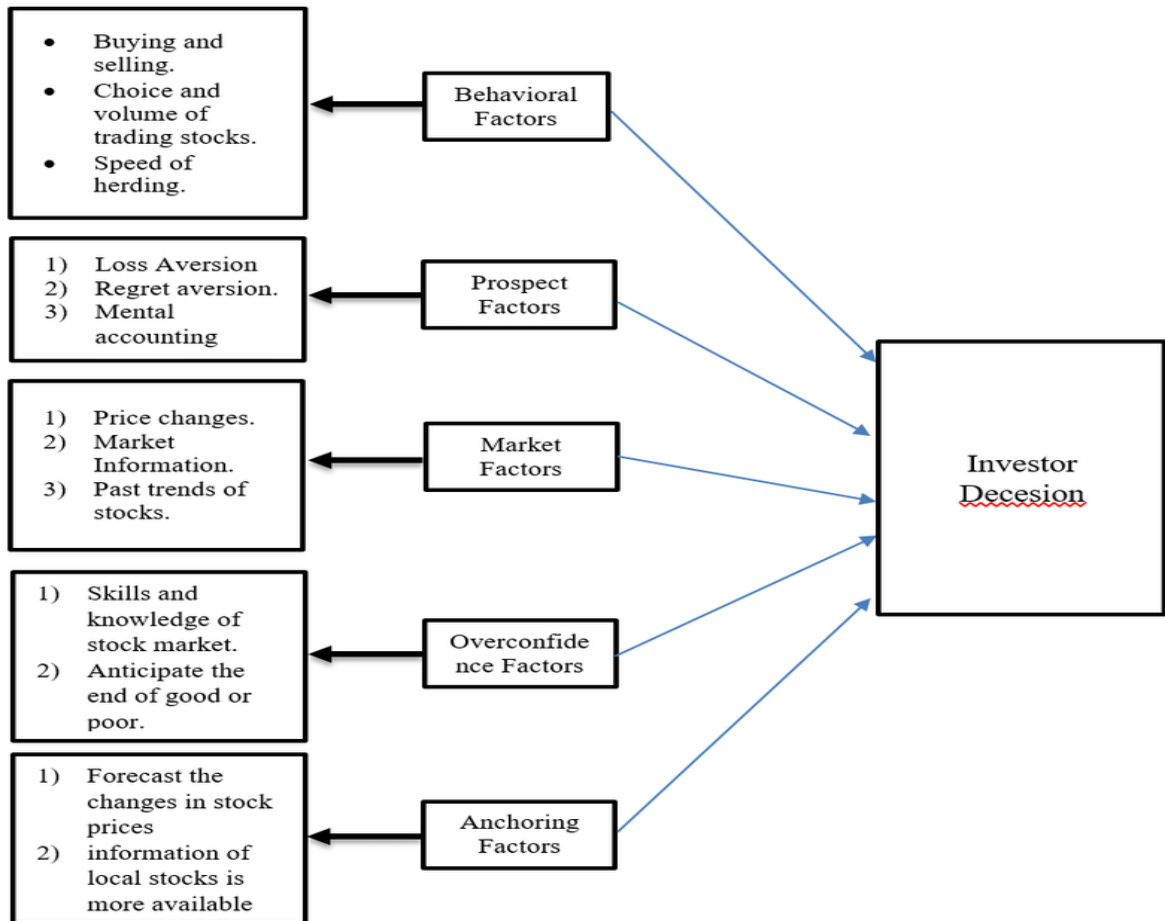 • Buying and
selling.
• Choice and
volume of
trading stocks.
• Speed of
herding.
Behavioral
Factors
1) Loss Aversion
2) Regret aversion.
3) Mental
accounting
Prospect
Factors
1) Price changes.
2) Market
Information.
3) Past trends of
stocks.
Market
Factors
Investor
Decesion
1) Skills and
knowledge of
stock market.
2) Anticipate the
end of good or
poor.
Overconfide
nce Factors
1) Forecast the
changes in stock
prices
2) information of
local stocks is
more available
Anchoring
Factors